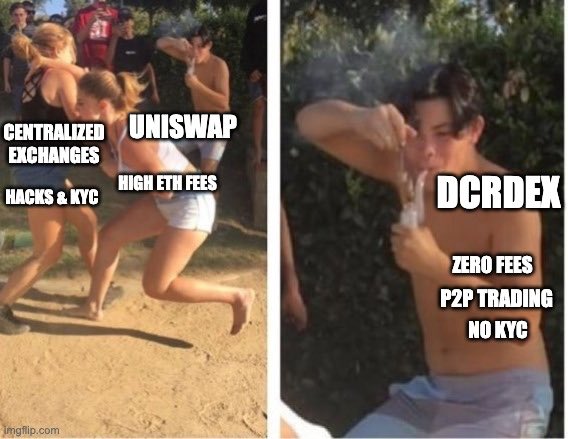 CENTRALIZED
EXCHANGES
HACKS & KYC
UNISWAP
HIGH ETH FEES
DCRDEX
ZERO FEES
P2P TRADING
NO KYC
imgflip.com